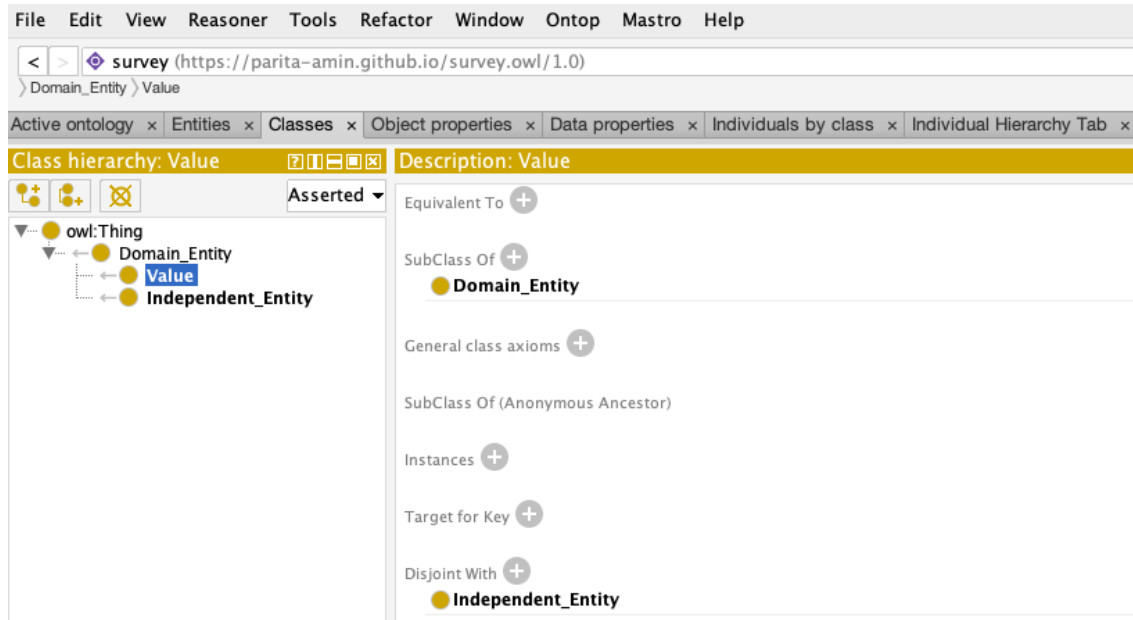 File Edit View Reasoner Tools Refactor Window Ontop Mastro Help
< > survey (https://parita-amin.github.io/survey.owl/1.0)
〉Domain_Entity 〉Value
Active ontology × Entities × Classes × Object properties × Data properties × Individuals by class × Individual Hierarchy Tab ×
Class hierarchy: Value
Asserted
owl:Thing
Domain_Entity
Value
Independent_Entity
Description: Value
Equivalent To
SubClass Of
Domain_Entity
General class axioms
SubClass Of (Anonymous Ancestor)
Instances
Target for Key
Disjoint With
Independent_Entity